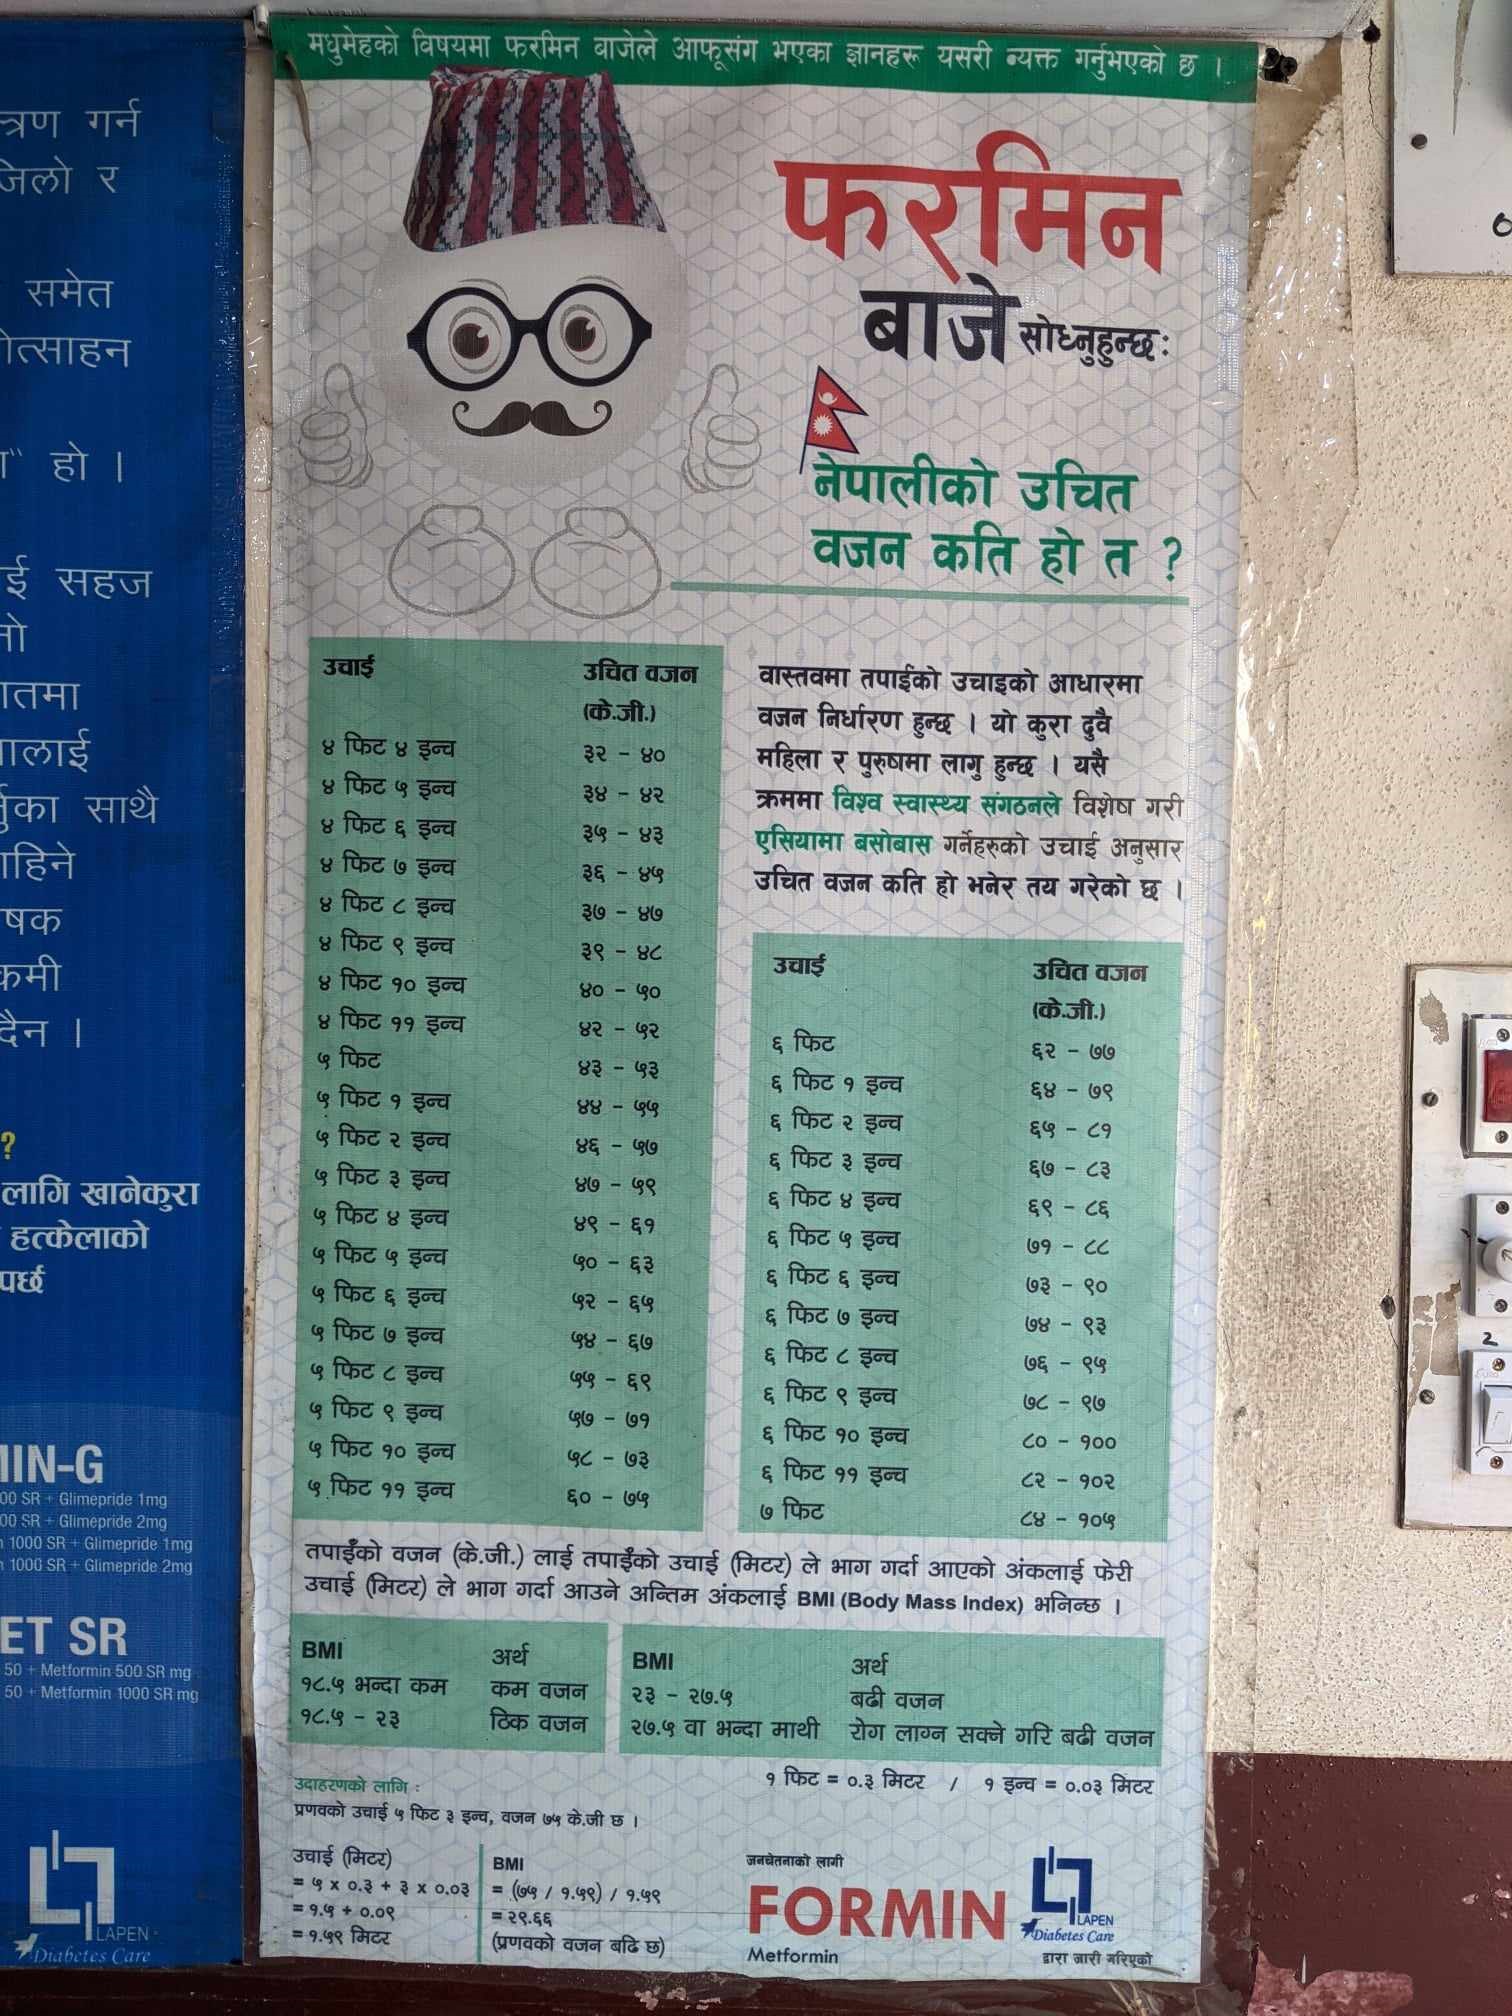 मधुमेहको विषयमा फरमिन बाजेले आफूसंग भएका ज्ञानहरू यसरी व्यक्त गर्नुभएको छ ।
फरमिन
बाजे सोध्नुहुन्छः
नेपालीको उचित
वजन कति हो त ?
उचाई उचित वजन
(के.जी.)
४ फिट ४ इन्च ३२ - ४०
४ फिट ५ इन्च ३४ - ४२
४ फिट ६ इन्च ३५ - ४३
४ फिट ७ इन्च ३६ - ४५
४ फिट ८ इन्च ३७ - ४७
४ फिट ९ इन्च ३९ - ४८
४ फिट १० इन्च ४० - ५०
४ फिट ११ इन्च ४२ - ५२
५ फिट ४३ - ५३
५ फिट १ इन्च ४४ - ५५
५ फिट २ इन्च ४६ - ५७
५ फिट ३ इन्च ४७ - ५९
५ फिट ४ इन्च ४९ - ६१
५ फिट ५ इन्च ५० - ६३
५ फिट ६ इन्च ५२ - ६५
५ फिट ७ इन्च ५४ - ६७
५ फिट ८ इन्च ५५ - ६९
५ फिट ९ इन्च ५७ - ७१
५ फिट १० इन्च ५८ - ७३
५ फिट ११ इन्च ६० - ७५
वास्तवमा तपाईंको उचाइको आधारमा
वजन निर्धारण हुन्छ । यो कुरा दुवै
महिला र पुरुषमा लागु हुन्छ । यसै
क्रममा विश्व स्वास्थ्य संगठनले विशेष गरी
एसियामा बसोबास गर्नेहरुको उचाई अनुसार
उचित वजन कति हो भनेर तय गरेको छ ।
उचाई उचित वजन
(के.जी.)
६ फिट ६२ - ७७
६ फिट १ इन्च ६४ - ७९
६ फिट २ इन्च ६५ - ८१
६ फिट ३ इन्च ६७ - ८३
६ फिट ४ इन्च ६९ - ८६
६ फिट ५ इन्च ७१ - ८८
६ फिट ६ इन्च ७३ - ९०
६ फिट ७ इन्च ७४ - ९३
६ फिट ८ इन्च ७६ - ९५
६ फिट ९ इन्च ७८ - ९७
६ फिट १० इन्च ८० - १००
६ फिट ११ इन्च ८२ - १०२
७ फिट ८४ - १०५
तपाईँको वजन (के.जी.) लाई तपाईँको उचाई (मिटर) ले भाग गर्दा आएको अंकलाई फेरी
उचाई (मिटर) ले भाग गर्दा आउने अन्तिम अंकलाई BMI (Body Mass Index) भनिन्छ ।
BMI अर्थ
१८.५ भन्दा कम कम वजन
१८.५ - २३ ठिक वजन
BMI अर्थ
२३ - २७.५ बढी वजन
२७.५ वा भन्दा माथी रोग लाग्न सक्ने गरि बढी वजन
१ फिट = ०.३ मिटर / १ इन्च = ०.०३ मिटर
उदाहरणको लागि :
प्रणवको उचाई ५ फिट ३ इन्च, वजन ७५ के.जी छ ।
उचाई (मिटर)
= ५ x ०.३ + ३ x ०.०३
= १.५ + ०.०९
= १.५९ मिटर
BMI
= (७५ / १.५९) / १.५९
= २९.६६
(प्रणवको वजन बढि छ)
जनचेतनाको लागी
FORMIN
Metformin
LAPEN
Diabetes Care
द्वारा जारी गरिएको
त्रण गर्न
जिलो र
समेत
ोत्साहन
" हो ।
ई सहज
तमा
लाई
का साथै
हिने
षक
कमी
दैन ।
?
लागि खानेकुरा
हत्केलाको
पर्छ
MIN-G
00 SR + Glimepride 1mg
00 SR + Glimepride 2mg
1000 SR + Glimepride 1mg
1000 SR + Glimepride 2mg
ET SR
50 + Metformin 500 SR mg
50 + Metformin 1000 SR mg
LAPEN
Diabetes Care
2